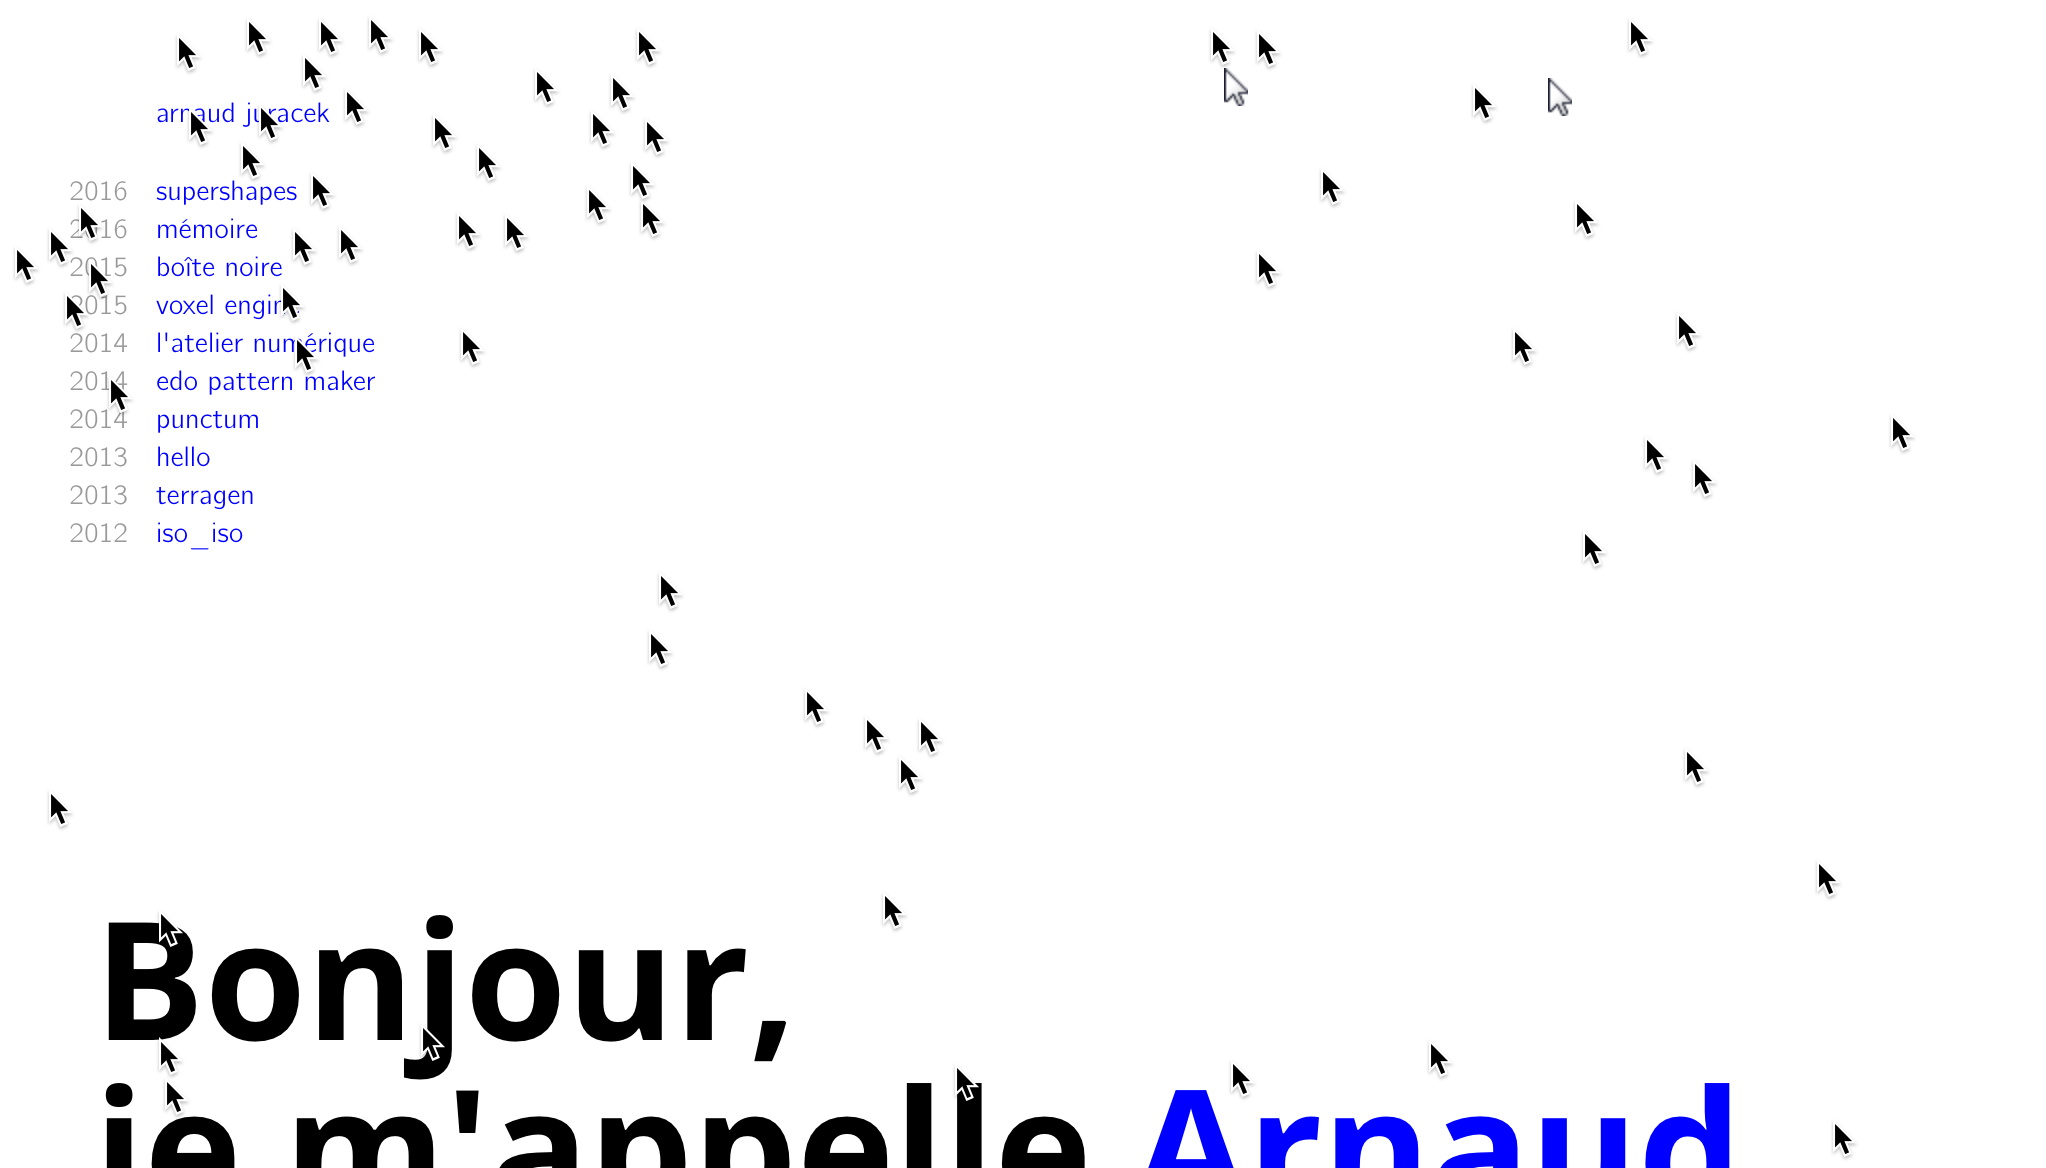 arnaud juracek
2016 supershapes
2016 mémoire
2015 boîte noire
2015 voxel engine
2014 l'atelier numérique
2014 edo pattern maker
2014 punctum
2013 hello
2013 terragen
2012 iso_iso
Bonjour,
je m'appelle Arnaud